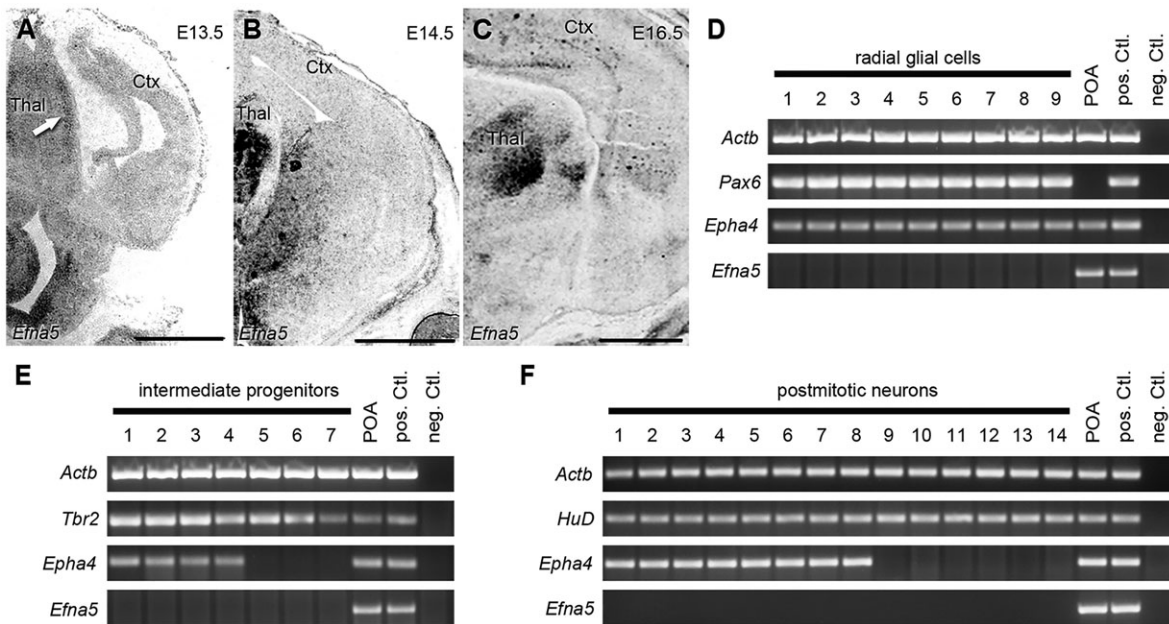 A
E13.5
Ctx
Thal
Efna5
B
E14.5
Ctx
Thal
Efna5
C
Ctx
E16.5
Thal
Efna5
D
radial glial cells
1 2 3 4 5 6 7 8 9 POA pos. Ctl. neg. Ctl.
Actb
Pax6
Epha4
Efna5
E
intermediate progenitors
1 2 3 4 5 6 7 POA pos. Ctl. neg. Ctl.
Actb
Tbr2
Epha4
Efna5
F
postmitotic neurons
1 2 3 4 5 6 7 8 9 10 11 12 13 14 POA pos. Ctl. neg. Ctl.
Actb
HuD
Epha4
Efna5